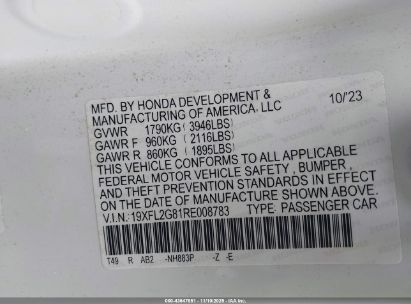 MFD. BY HONDA DEVELOPMENT & 10/'23
MANUFACTURING OF AMERICA, LLC
GVWR 1790KG( 3946LBS)
GAWR F 960KG ( 2116LBS)
GAWR R 860KG ( 1895LBS)
THIS VEHICLE CONFORMS TO ALL APPLICABLE
FEDERAL MOTOR VEHICLE SAFETY , BUMPER ,
AND THEFT PREVENTION STANDARDS IN EFFECT
ON THE DATE OF MANUFACTURE SHOWN ABOVE.
V.I.N.: 19XFL2G81RE008783 TYPE: PASSENGER CAR
T49 R AB2 -NH883P -Z -E